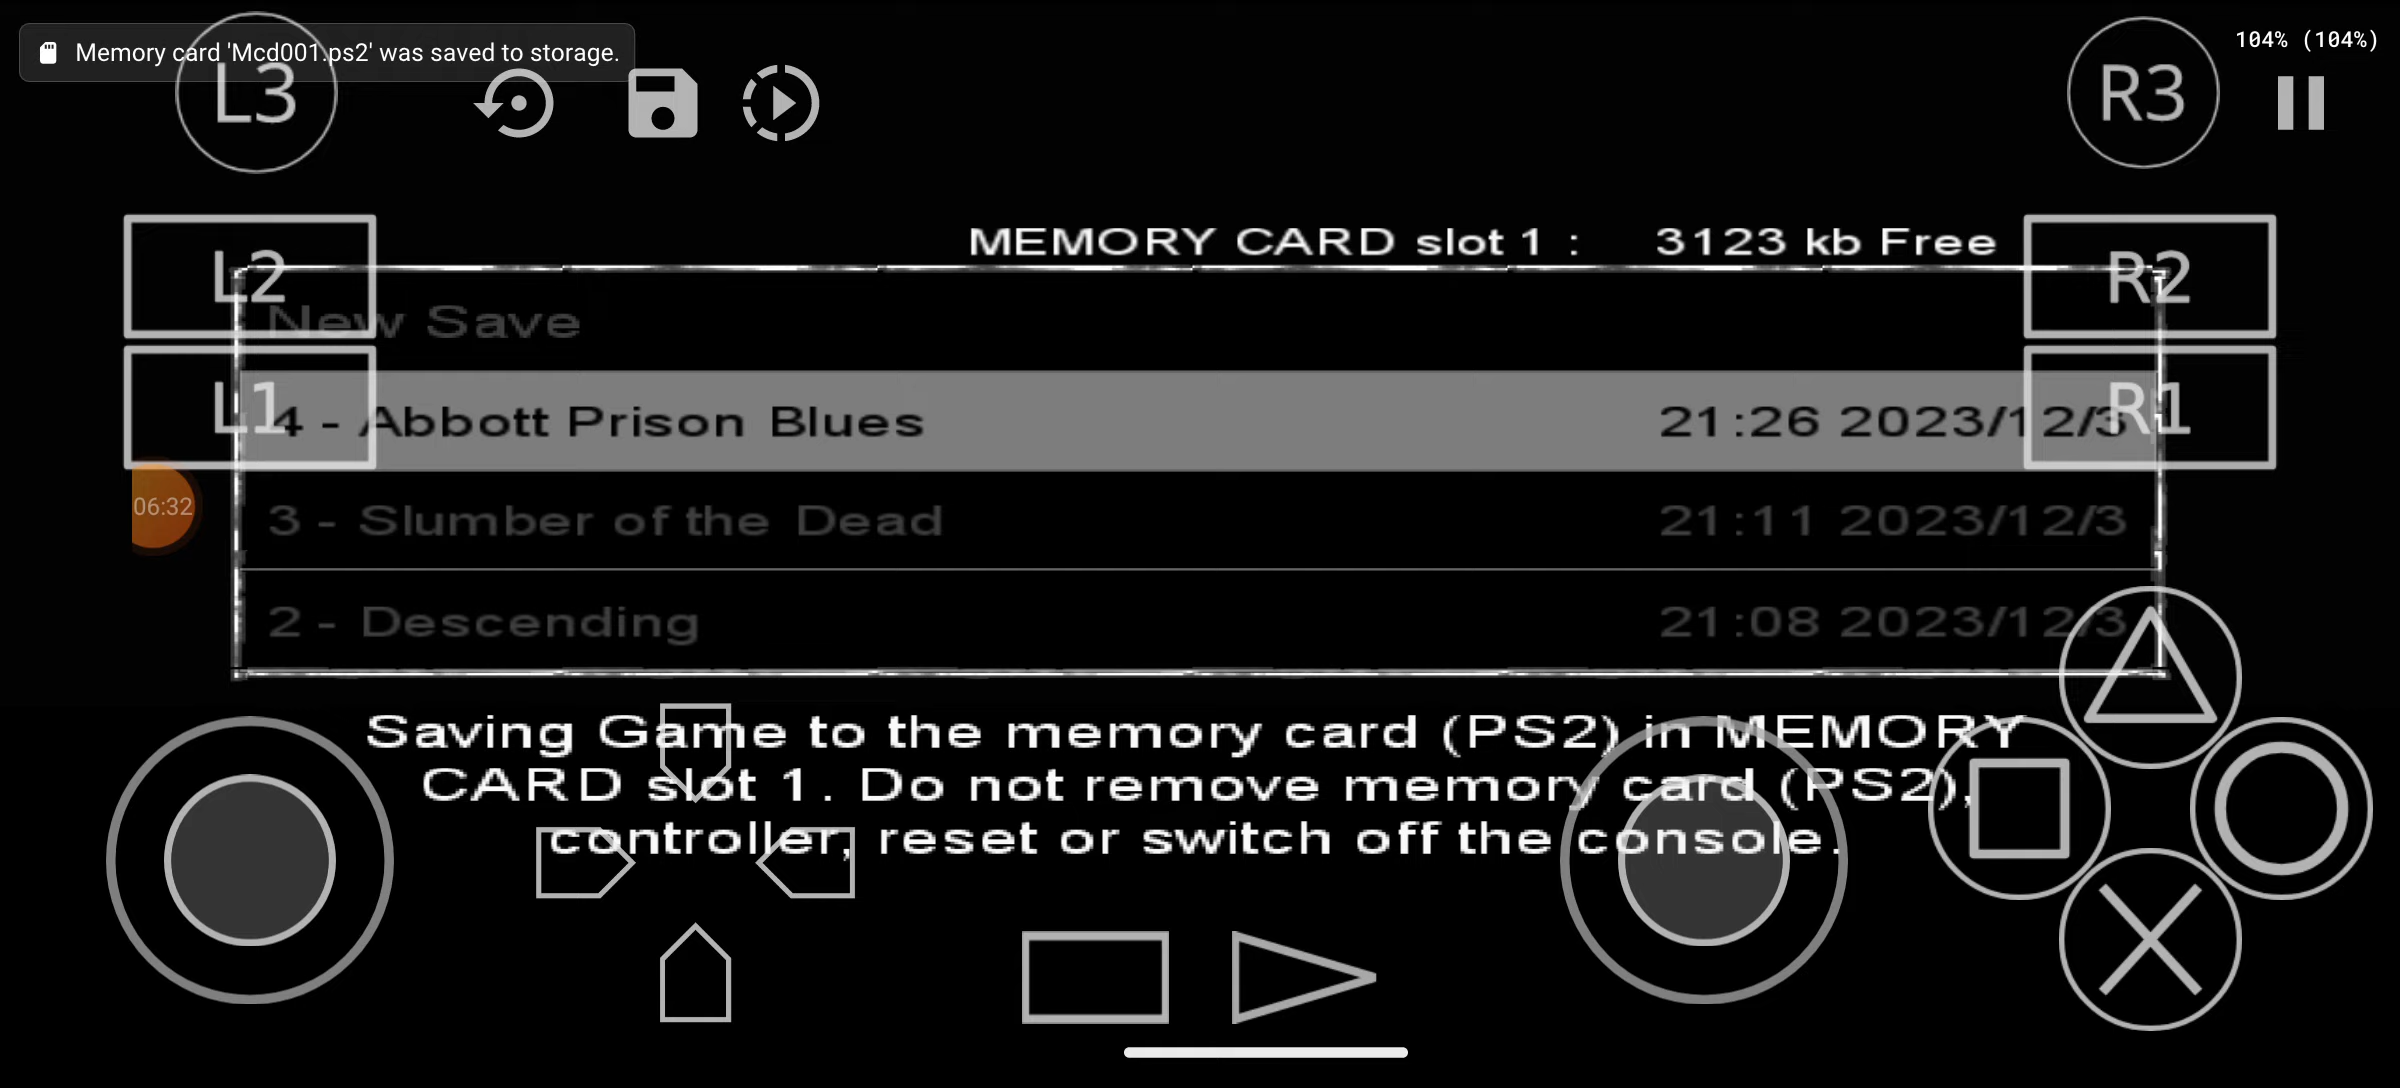 Memory card 'Mcd001.ps2' was saved to storage.
104% (104%)
L3
R3
MEMORY CARD slot 1 : 3123 kb Free
L2
R2
New Save
L1
R1
4 - Abbott Prison Blues 21:26 2023/12/3
06:32
3 - Slumber of the Dead 21:11 2023/12/3
2 - Descending 21:08 2023/12/3
Saving Game to the memory card (PS2) in MEMORY
CARD slot 1. Do not remove memory card (PS2),
controller, reset or switch off the console.